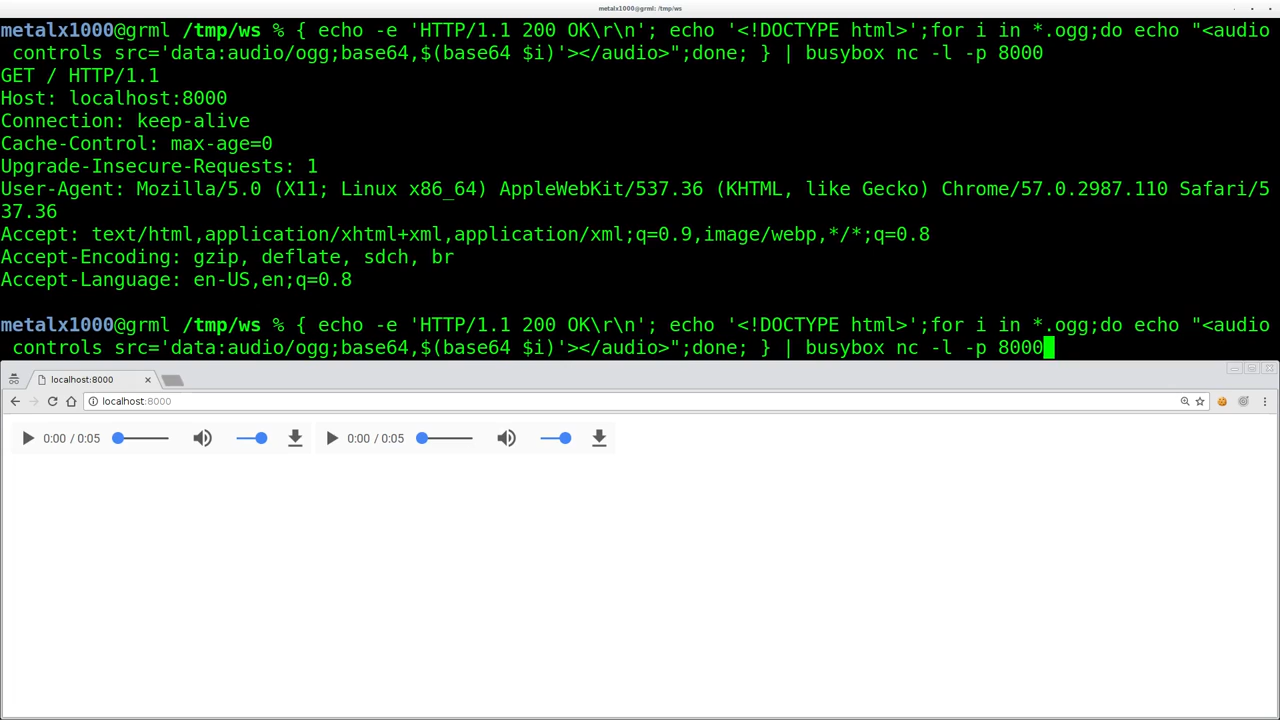 metalx1000@grml: /tmp/ws
metalx1000@grml /tmp/ws % { echo -e 'HTTP/1.1 200 OK\r\n'; echo '<!DOCTYPE html>';for i in *.ogg;do echo "<audio
controls src='data:audio/ogg;base64,$(base64 $i)'></audio>";done; } | busybox nc -l -p 8000
GET / HTTP/1.1
Host: localhost:8000
Connection: keep-alive
Cache-Control: max-age=0
Upgrade-Insecure-Requests: 1
User-Agent: Mozilla/5.0 (X11; Linux x86_64) AppleWebKit/537.36 (KHTML, like Gecko) Chrome/57.0.2987.110 Safari/5
37.36
Accept: text/html,application/xhtml+xml,application/xml;q=0.9,image/webp,*/*;q=0.8
Accept-Encoding: gzip, deflate, sdch, br
Accept-Language: en-US,en;q=0.8
metalx1000@grml /tmp/ws % { echo -e 'HTTP/1.1 200 OK\r\n'; echo '<!DOCTYPE html>';for i in *.ogg;do echo "<audio
controls src='data:audio/ogg;base64,$(base64 $i)'></audio>";done; } | busybox nc -l -p 8000
localhost:8000
localhost:8000
0:00 / 0:05 0:00 / 0:05